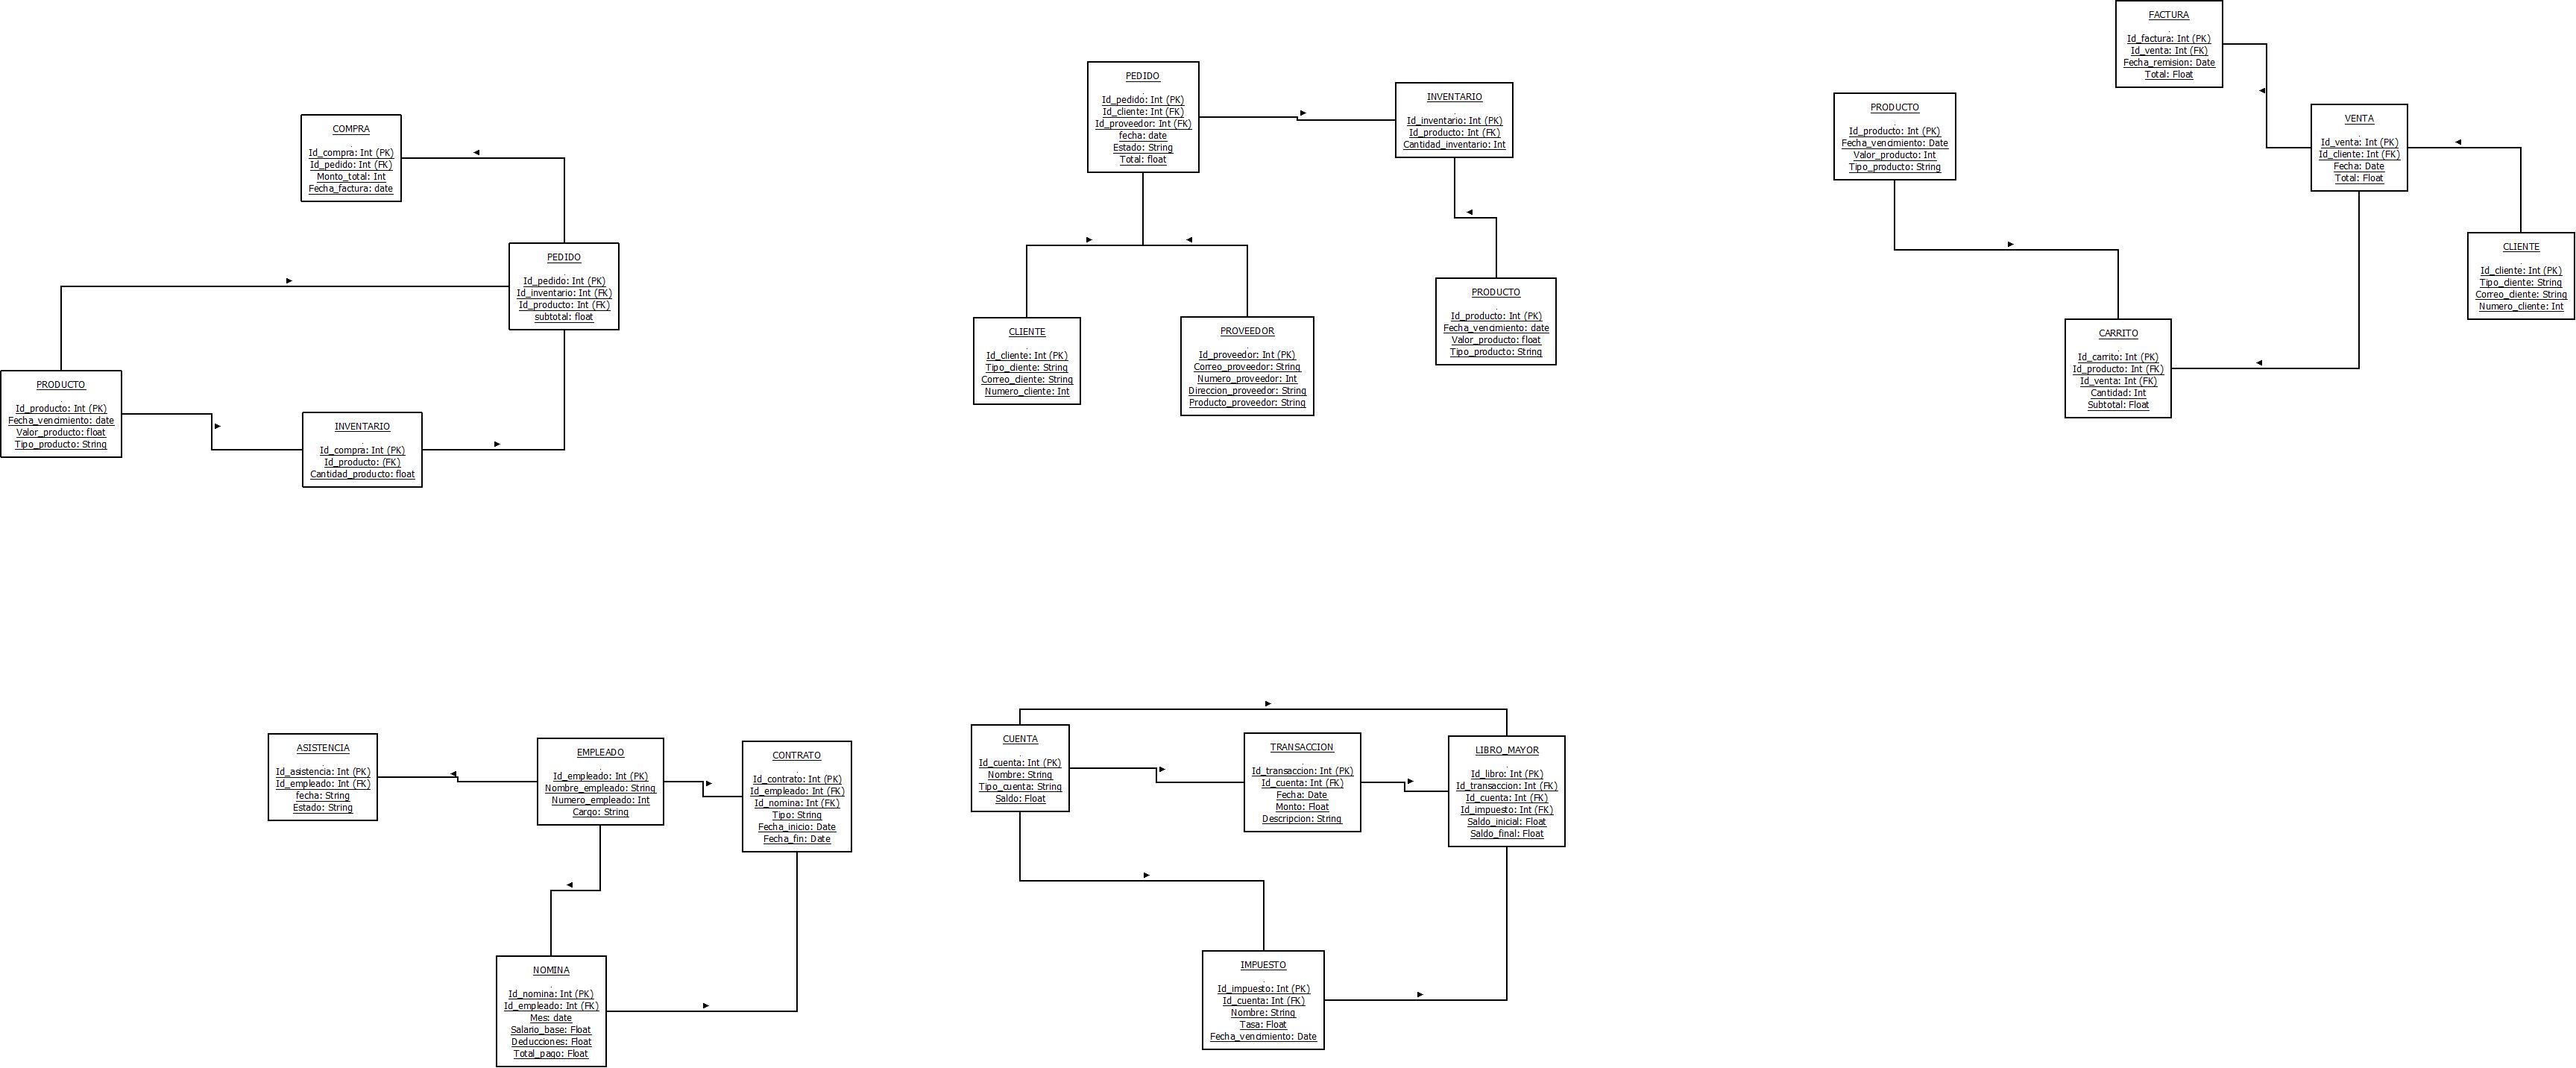 COMPRA
Id_compra: Int (PK)
Id_pedido: Int (FK)
Monto_total: Int
Fecha_factura: date
PEDIDO
Id_pedido: Int (PK)
Id_inventario: Int (FK)
Id_producto: Int (FK)
subtotal: float
PRODUCTO
Id_producto: Int (PK)
Fecha_vencimiento: date
Valor_producto: float
Tipo_producto: String
INVENTARIO
Id_compra: Int (PK)
Id_producto: (FK)
Cantidad_producto: float
PEDIDO
Id_pedido: Int (PK)
Id_cliente: Int (FK)
Id_proveedor: Int (FK)
fecha: date
Estado: String
Total: float
INVENTARIO
Id_inventario: Int (PK)
Id_producto: Int (FK)
Cantidad_inventario: Int
CLIENTE
Id_cliente: Int (PK)
Tipo_diente: String
Correo_diente: String
Numero_cliente: Int
PROVEEDOR
Id_proveedor: Int (PK)
Correo_proveedor: String
Numero_proveedor: Int
Direccion_proveedor: String
Producto_proveedor: String
PRODUCTO
Id_producto: Int (PK)
Fecha_vencimiento: date
Valor_producto: float
Tipo_producto: String
FACTURA
Id_factura: Int (PK)
Id_venta: Int (FK)
Fecha_remision: Date
Total: Float
PRODUCTO
Id_producto: Int (PK)
Fecha_vencimiento: Date
Valor_producto: Int
Tipo_producto: String
VENTA
Id_venta: Int (PK)
Id_cliente: Int (FK)
Fecha: Date
Total: Float
CLIENTE
Id_cliente: Int (PK)
Tipo_diente: String
Correo_diente: String
Numero_cliente: Int
CARRITO
Id_carrito: Int (PK)
Id_producto: Int (FK)
Id_venta: Int (FK)
Cantidad: Int
Subtotal: Float
ASISTENCIA
Id_asistencia: Int (PK)
Id_empleado: Int (FK)
fecha: String
Estado: String
EMPLEADO
Id_empleado: Int (PK)
Nombre_empleado: String
Numero_empleado: Int
Cargo: String
CONTRATO
Id_contrato: Int (PK)
Id_empleado: Int (FK)
Id_nomina: Int (FK)
Tipo: String
Fecha_inicio: Date
Fecha_fin: Date
NOMINA
Id_nomina: Int (PK)
Id_empleado: Int (FK)
Mes: date
Salario_base: Float
Deducciones: Float
Total_pago: Float
CUENTA
Id_cuenta: Int (PK)
Nombre: String
Tipo_cuenta: String
Saldo: Float
TRANSACCION
Id_transaccion: Int (PK)
Id_cuenta: Int (FK)
Fecha: Date
Monto: Float
Descripcion: String
LIBRO_MAYOR
Id_libro: Int (PK)
Id_transaccion: Int (FK)
Id_cuenta: Int (FK)
Id_impuesto: Int (FK)
Saldo_inicial: Float
Saldo_final: Float
IMPUESTO
Id_impuesto: Int (PK)
Id_cuenta: Int (FK)
Nombre: String
Tasa: Float
Fecha_vencimiento: Date